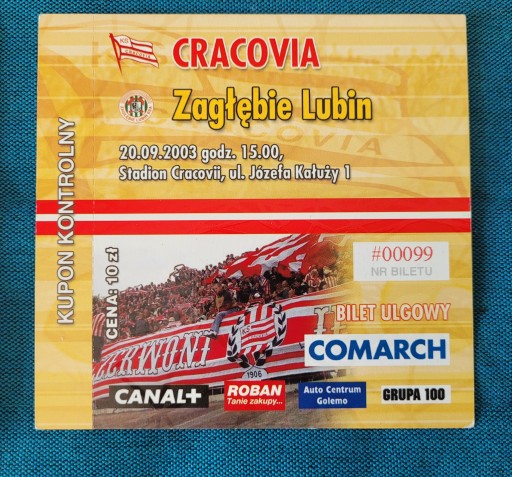 CRACOVIA
Zagłębie Lubin
20.09.2003 godz. 15.00,
Stadion Cracovii, ul. Józefa Kałuży 1
KUPON KONTROLNY
CENA: 10 zł
#00099
NR BILETU
BILET ULGOWY
COMARCH
1906
CANAL+
ROBAN
Tanie zakupy...
Auto Centrum
Golemo
GRUPA 100